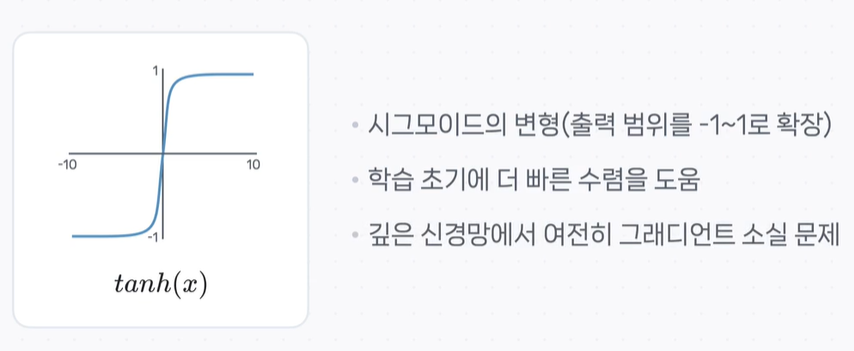 1
-10
10
-1
tanh(x)
• 시그모이드의 변형(출력 범위를 -1~1로 확장)
• 학습 초기에 더 빠른 수렴을 도움
• 깊은 신경망에서 여전히 그래디언트 소실 문제